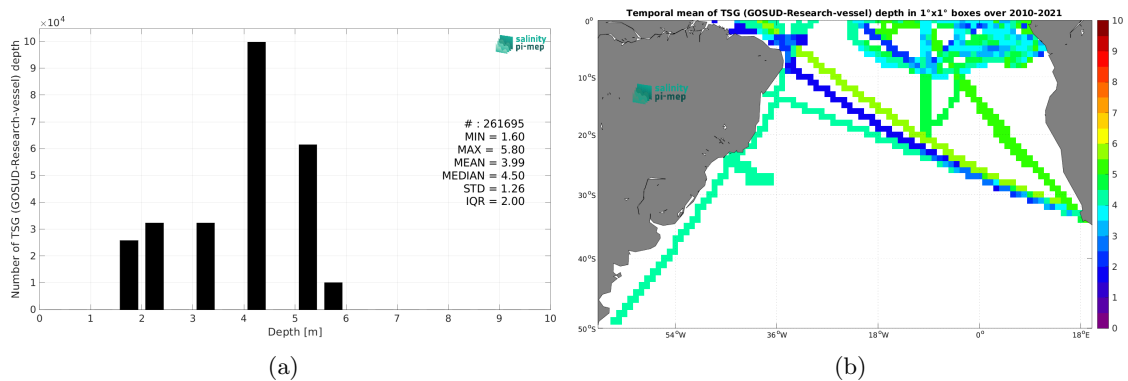 ×10⁴
10
9
8
7
6
5
4
3
2
1
0
Number of TSG (GOSUD-Research-vessel) depth
salinity
pi-mep
# : 261695
MIN = 1.60
MAX = 5.80
MEAN = 3.99
MEDIAN = 4.50
STD = 1.26
IQR = 2.00
0 1 2 3 4 5 6 7 8 9 10
Depth [m]
(a)
Temporal mean of TSG (GOSUD-Research-vessel) depth in 1°x1° boxes over 2010-2021
0°
10°S
20°S
30°S
40°S
50°S
salinity
pi-mep
54°W 36°W 18°W 0° 18°E
10
9
8
7
6
5
4
3
2
1
0
(b)